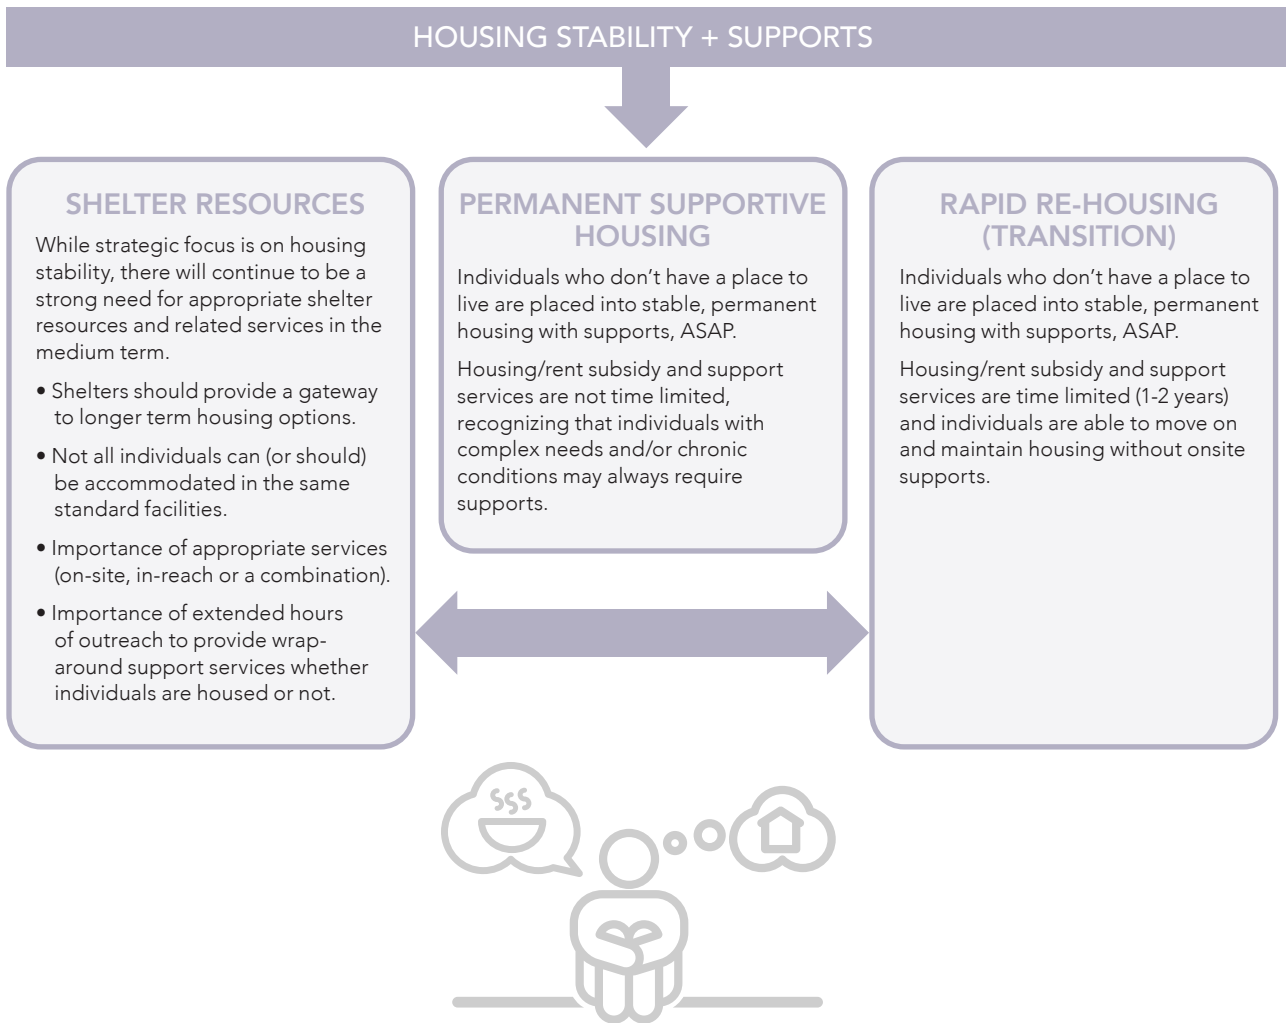 HOUSING STABILITY + SUPPORTS
SHELTER RESOURCES
While strategic focus is on housing
stability, there will continue to be a
strong need for appropriate shelter
resources and related services in the
medium term.
• Shelters should provide a gateway
to longer term housing options.
• Not all individuals can (or should)
be accommodated in the same
standard facilities.
• Importance of appropriate services
(on-site, in-reach or a combination).
• Importance of extended hours
of outreach to provide wrap-
around support services whether
individuals are housed or not.
PERMANENT SUPPORTIVE
HOUSING
Individuals who don’t have a place to
live are placed into stable, permanent
housing with supports, ASAP.
Housing/rent subsidy and support
services are not time limited,
recognizing that individuals with
complex needs and/or chronic
conditions may always require
supports.
RAPID RE-HOUSING
(TRANSITION)
Individuals who don’t have a place to
live are placed into stable, permanent
housing with supports, ASAP.
Housing/rent subsidy and support
services are time limited (1-2 years)
and individuals are able to move on
and maintain housing without onsite
supports.